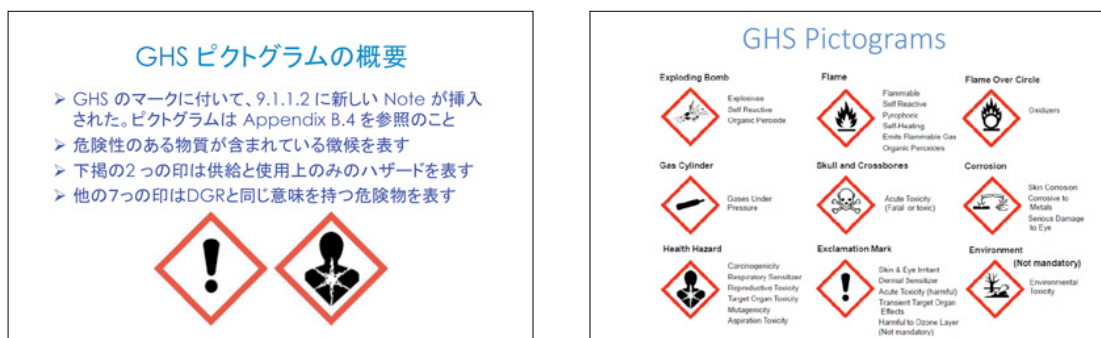 GHS ピクトグラムの概要
➢ GHS のマークに付いて、9.1.1.2 に新しい Note が挿入
された。ピクトグラムは Appendix B.4 を参照のこと
➢ 危険性のある物質が含まれている徴候を表す
➢ 下掲の2 っの印は供給と使用上のみのハザードを表す
➢ 他の7っの印はDGRと同じ意味を持つ危険物を表す
GHS Pictograms
Exploding Bomb
Explosives
Self Reactive
Organic Peroxide
Flame
Flammable
Self Reactive
Pyrophoric
Self-Heating
Emits Flammable Gas
Organic Peroxides
Flame Over Circle
Oxidizers
Gas Cylinder
Gases Under
Pressure
Skull and Crossbones
Acute Toxicity
(Fatal or toxic)
Corrosion
Skin Corrosion
Corrosive to
Metals
Serious Damage
to Eye
Health Hazard
Carcinogenicity
Respiratory Sensitizer
Reproductive Toxicity
Target Organ Toxicity
Mutagenicity
Aspiration Toxicity
Exclamation Mark
Skin & Eye Irritant
Dermal Sensitizer
Acute Toxicity (harmful)
Transient Target Organ
Effects
Harmful to Ozone Layer
(Not mandatory)
Environment
(Not mandatory)
Environmental
Toxicity